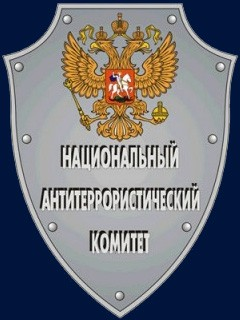 НАЦИОНАЛЬНЫЙ
АНТИТЕРРОРИСТИЧЕСКИЙ
КОМИТЕТ